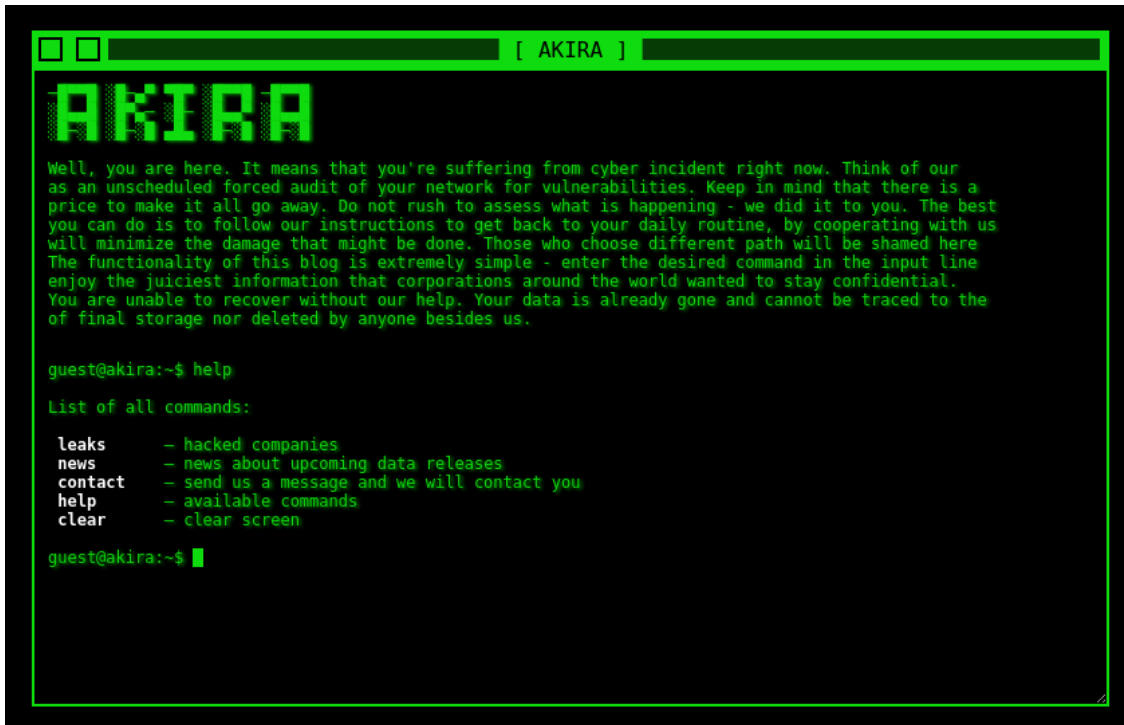 [ AKIRA ]
AKIRA
Well, you are here. It means that you're suffering from cyber incident right now. Think of our
as an unscheduled forced audit of your network for vulnerabilities. Keep in mind that there is a
price to make it all go away. Do not rush to assess what is happening - we did it to you. The best
you can do is to follow our instructions to get back to your daily routine, by cooperating with us
will minimize the damage that might be done. Those who choose different path will be shamed here
The functionality of this blog is extremely simple - enter the desired command in the input line
enjoy the juiciest information that corporations around the world wanted to stay confidential.
You are unable to recover without our help. Your data is already gone and cannot be traced to the
of final storage nor deleted by anyone besides us.
guest@akira:~$ help
List of all commands:
leaks – hacked companies
news – news about upcoming data releases
contact – send us a message and we will contact you
help – available commands
clear – clear screen
guest@akira:~$